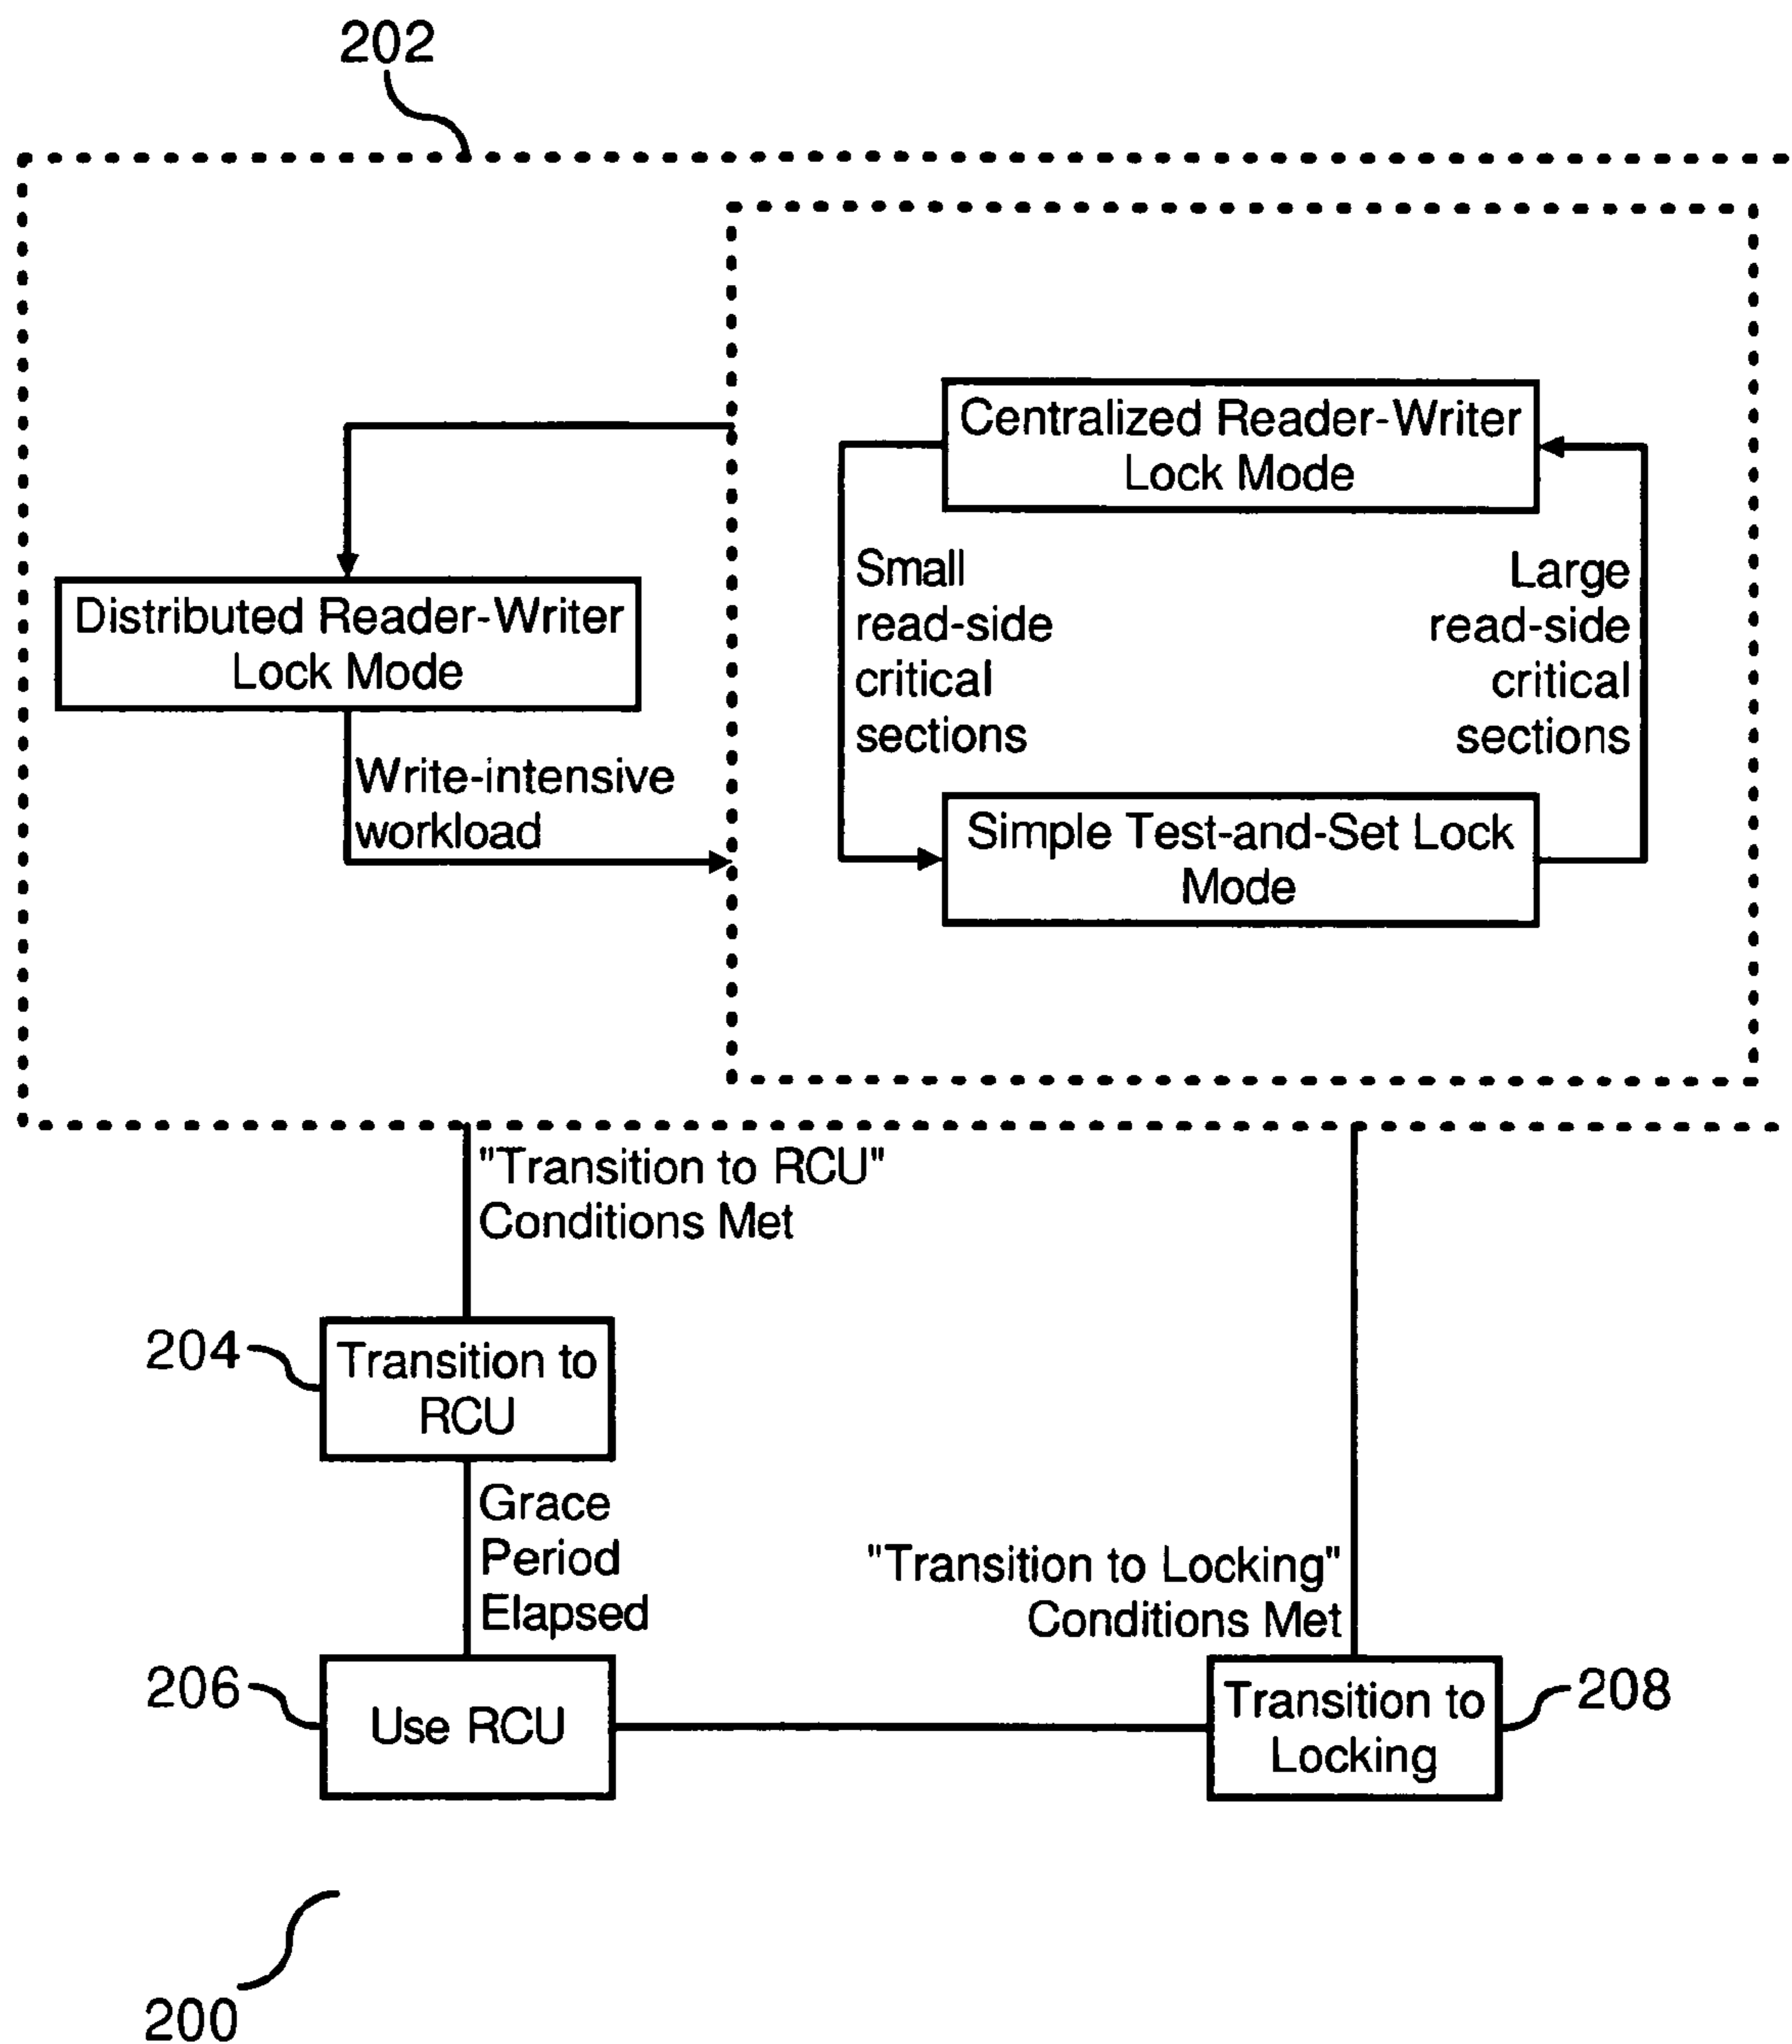 202
Centralized Reader-Writer
Lock Mode
Small
read-side
critical
sections
Large
read-side
critical
sections
Distributed Reader-Writer
Lock Mode
Write-intensive
workload
Simple Test-and-Set Lock
Mode
"Transition to RCU"
Conditions Met
204
Transition to
RCU
Grace
Period
Elapsed
"Transition to Locking"
Conditions Met
206
Use RCU
Transition to
Locking
208
200